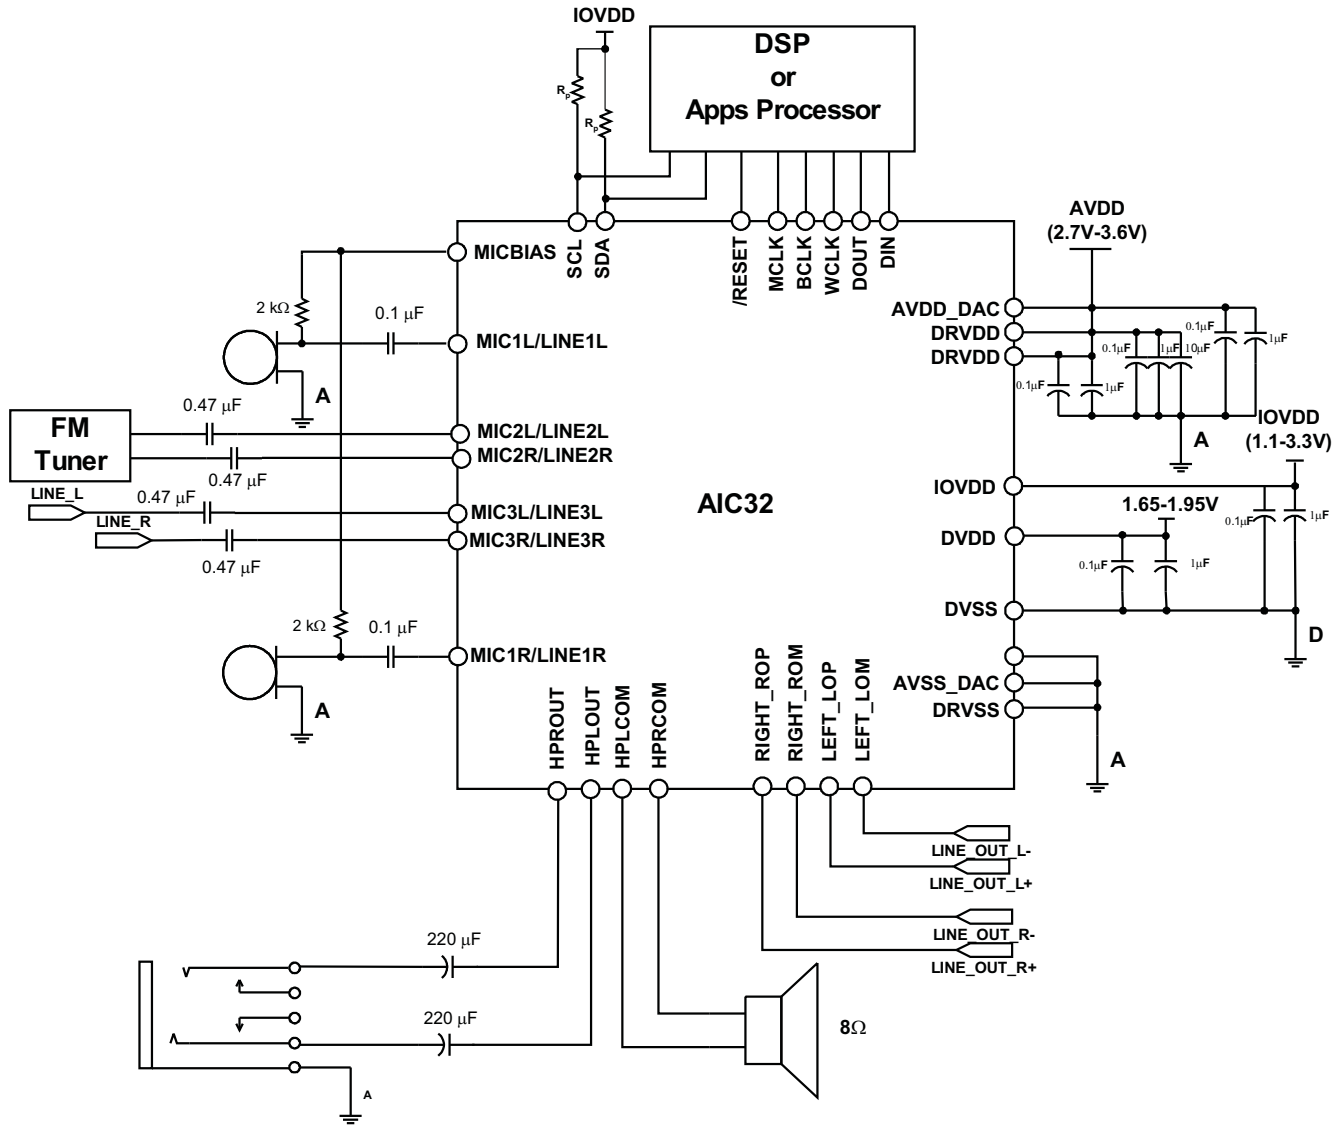 IOVDD
DSP
or
Apps Processor
Rp
Rp
SCL
SDA
/RESET
MCLK
BCLK
WCLK
DOUT
DIN
AVDD
(2.7V-3.6V)
MICBIAS
2 kΩ
0.1 μF
MIC1L/LINE1L
A
AVDD_DAC
DRVDD
DRVDD
0.1μF
1μF
0.1μF
1μF
10μF
0.1μF
1μF
A
FM
Tuner
0.47 μF
0.47 μF
MIC2L/LINE2L
MIC2R/LINE2R
LINE_L
0.47 μF
MIC3L/LINE3L
LINE_R
0.47 μF
MIC3R/LINE3R
AIC32
IOVDD
(1.1-3.3V)
IOVDD
1.65-1.95V
0.1μF
1μF
DVDD
0.1μF
1μF
DVSS
D
2 kΩ
0.1 μF
MIC1R/LINE1R
A
AVSS_DAC
DRVSS
A
HPROUT
HPLOUT
HPLCOM
HPRCOM
RIGHT_ROP
RIGHT_ROM
LEFT_LOP
LEFT_LOM
LINE_OUT_L-
LINE_OUT_L+
LINE_OUT_R-
LINE_OUT_R+
220 μF
220 μF
8Ω
A